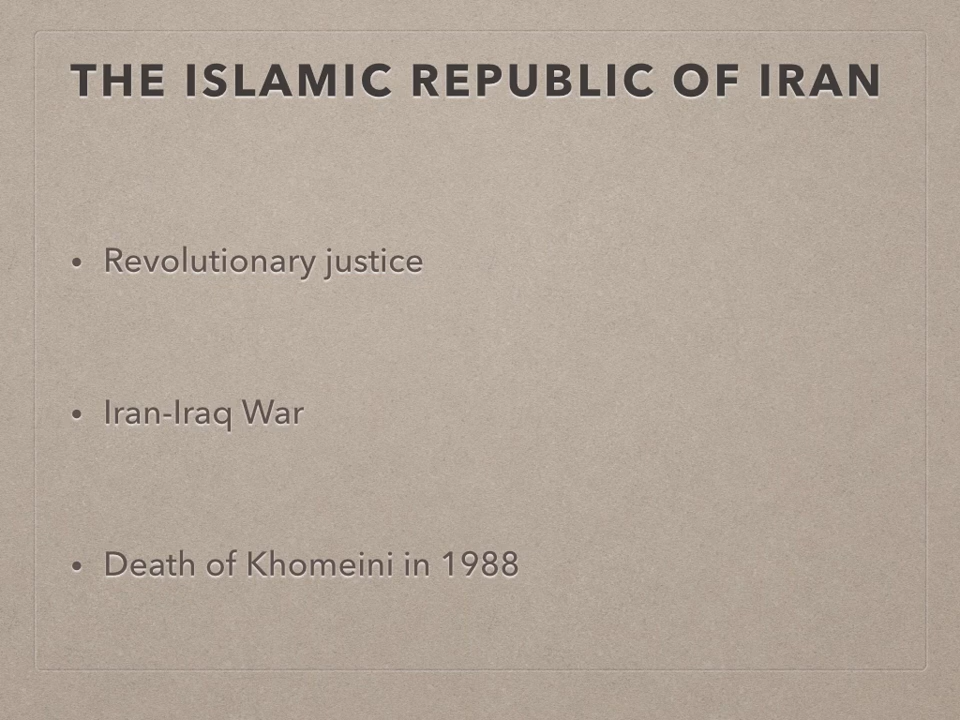 THE ISLAMIC REPUBLIC OF IRAN
• Revolutionary justice
• Iran-Iraq War
• Death of Khomeini in 1988